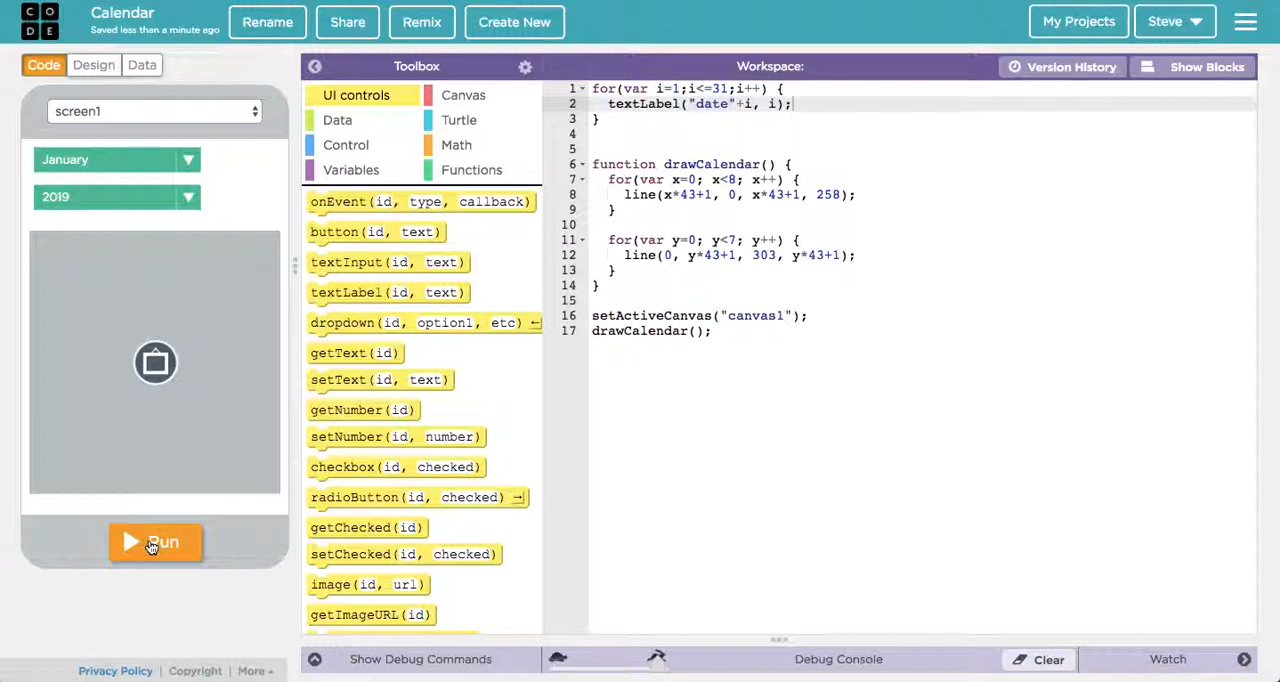 CO
DE
Calendar
Saved less than a minute ago
Rename
Share
Remix
Create New
My Projects
Steve
Code
Design
Data
Toolbox
Workspace:
Version History
Show Blocks
screen1
January
2019
Run
UI controls
Canvas
Data
Turtle
Control
Math
Variables
Functions
onEvent(id, type, callback)
button(id, text)
textInput(id, text)
textLabel(id, text)
dropdown(id, option1, etc) ←
getText(id)
setText(id, text)
getNumber(id)
setNumber(id, number)
checkbox(id, checked)
radioButton(id, checked) →
getChecked(id)
setChecked(id, checked)
image(id, url)
getImageURL(id)
1 for(var i=1;i<=31;i++) {
2 textLabel("date"+i, i);
3 }
4
5
6 function drawCalendar() {
7 for(var x=0; x<8; x++) {
8 line(x*43+1, 0, x*43+1, 258);
9 }
10
11 for(var y=0; y<7; y++) {
12 line(0, y*43+1, 303, y*43+1);
13 }
14 }
15
16 setActiveCanvas("canvas1");
17 drawCalendar();
Show Debug Commands
Debug Console
Clear
Watch
Privacy Policy | Copyright | More